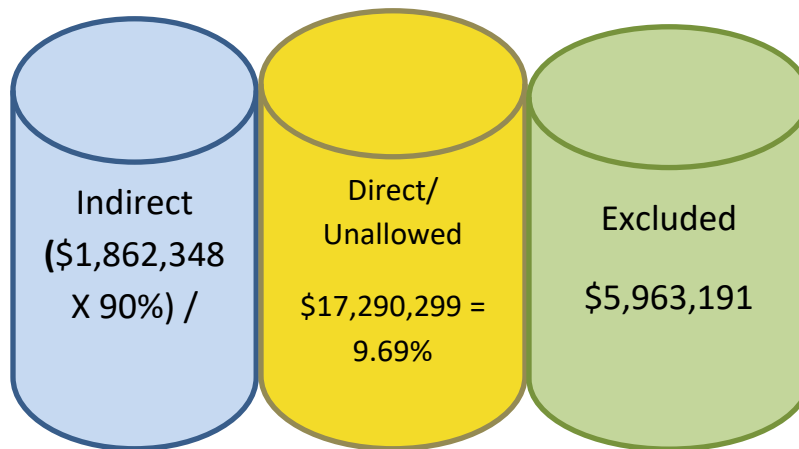 Indirect
($1,862,348
X 90%) /
Direct/
Unallowed
$17,290,299 =
9.69%
Excluded
$5,963,191